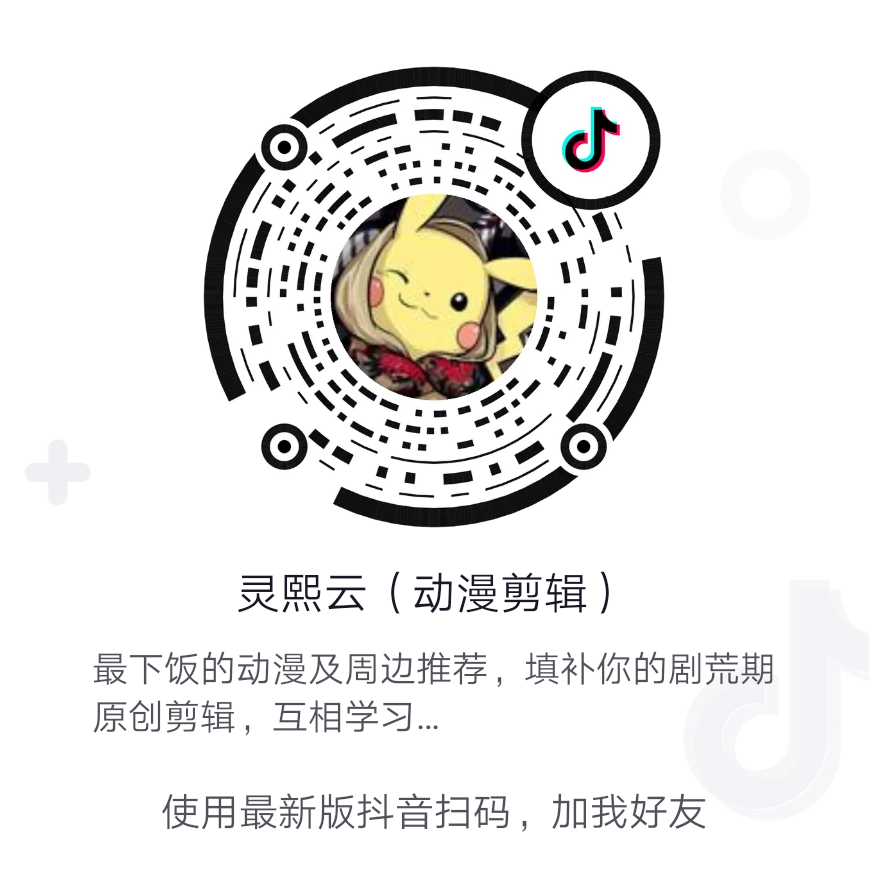 灵熙云（动漫剪辑）
最下饭的动漫及周边推荐，填补你的剧荒期
原创剪辑，互相学习...
使用最新版抖音扫码，加我好友